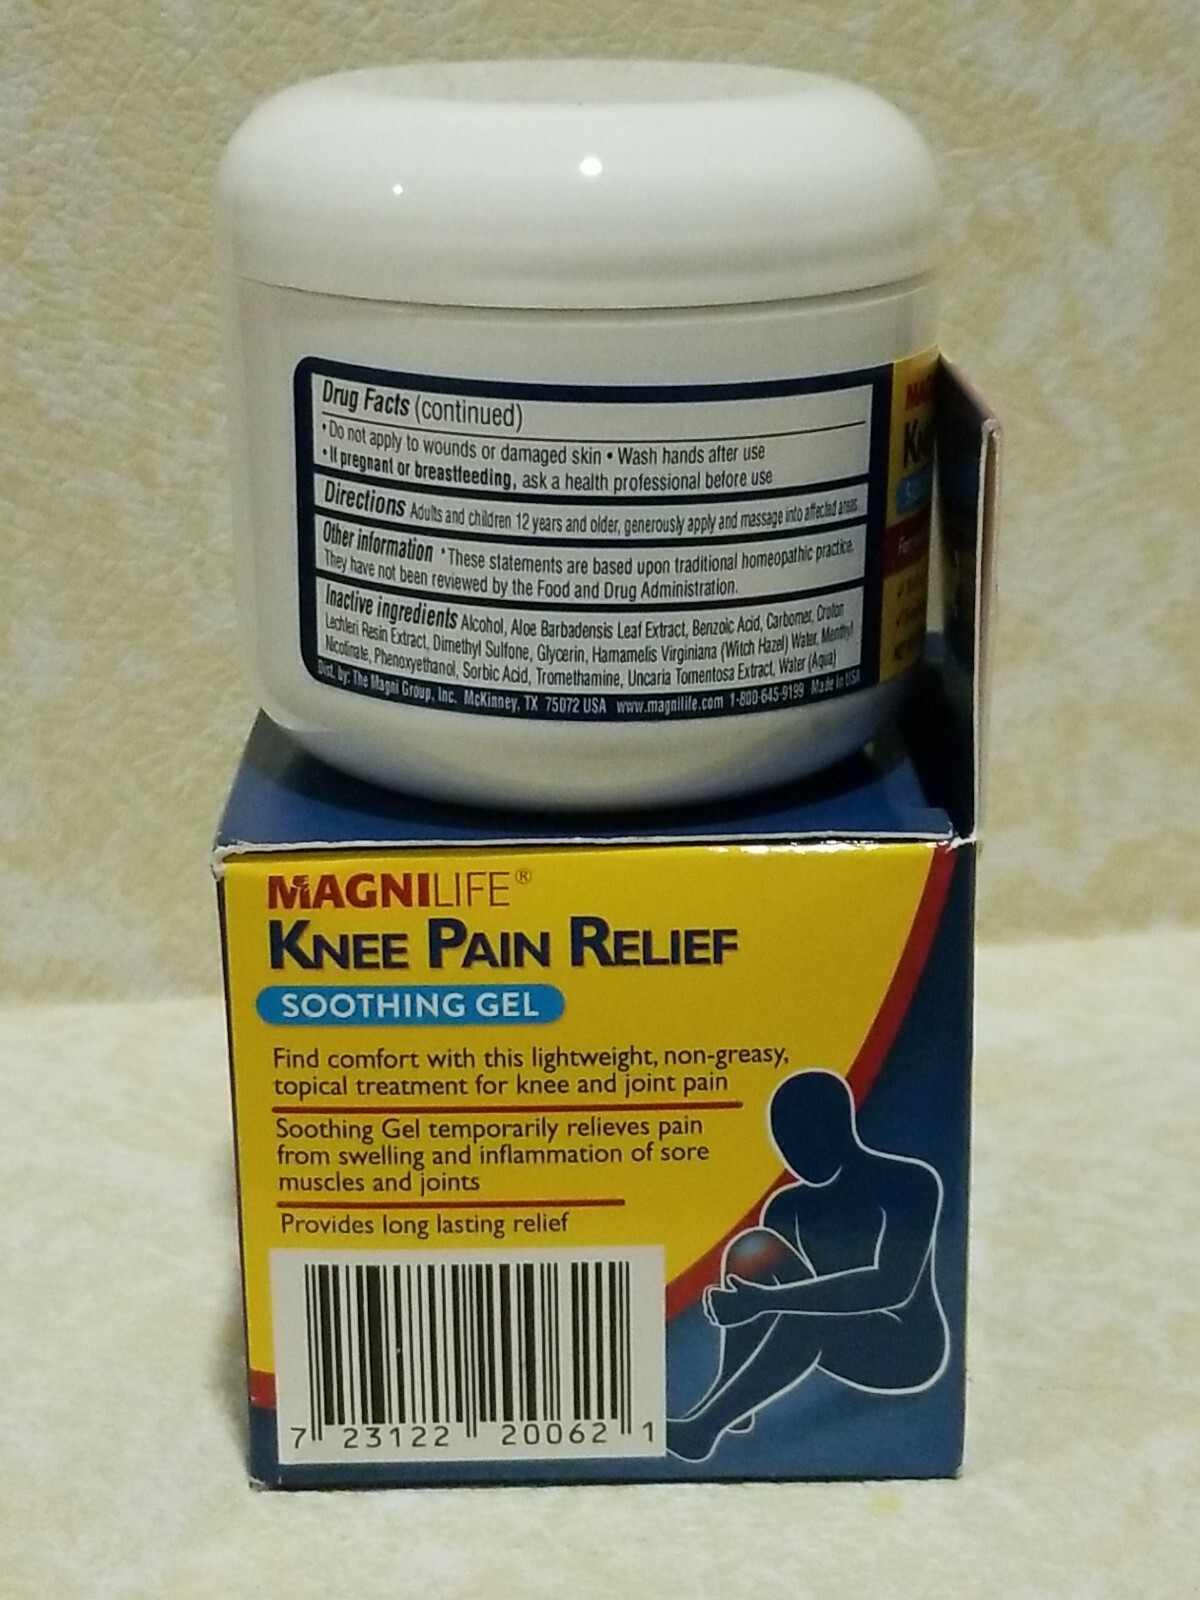 Drug Facts (continued)
• Do not apply to wounds or damaged skin • Wash hands after use
• If pregnant or breastfeeding, ask a health professional before use
Directions Adults and children 12 years and older, generously apply and massage into affected areas.
Other information *These statements are based upon traditional homeopathic practice.
They have not been reviewed by the Food and Drug Administration.
Inactive ingredients Alcohol, Aloe Barbadensis Leaf Extract, Benzoic Acid, Carbomer, Croton
Lechleri Resin Extract, Dimethyl Sulfone, Glycerin, Hamamelis Virginiana (Witch Hazel) Water, Menthyl
Nicotinate, Phenoxyethanol, Sorbic Acid, Tromethamine, Uncaria Tomentosa Extract, Water (Aqua)
Dist. by: The Magni Group, Inc. McKinney, TX 75072 USA www.magnilife.com 1-800-645-9199 Made in USA
MAGNILIFE®
KNEE PAIN RELIEF
SOOTHING GEL
Find comfort with this lightweight, non-greasy,
topical treatment for knee and joint pain
Soothing Gel temporarily relieves pain
from swelling and inflammation of sore
muscles and joints
Provides long lasting relief
7 23122 20062 1